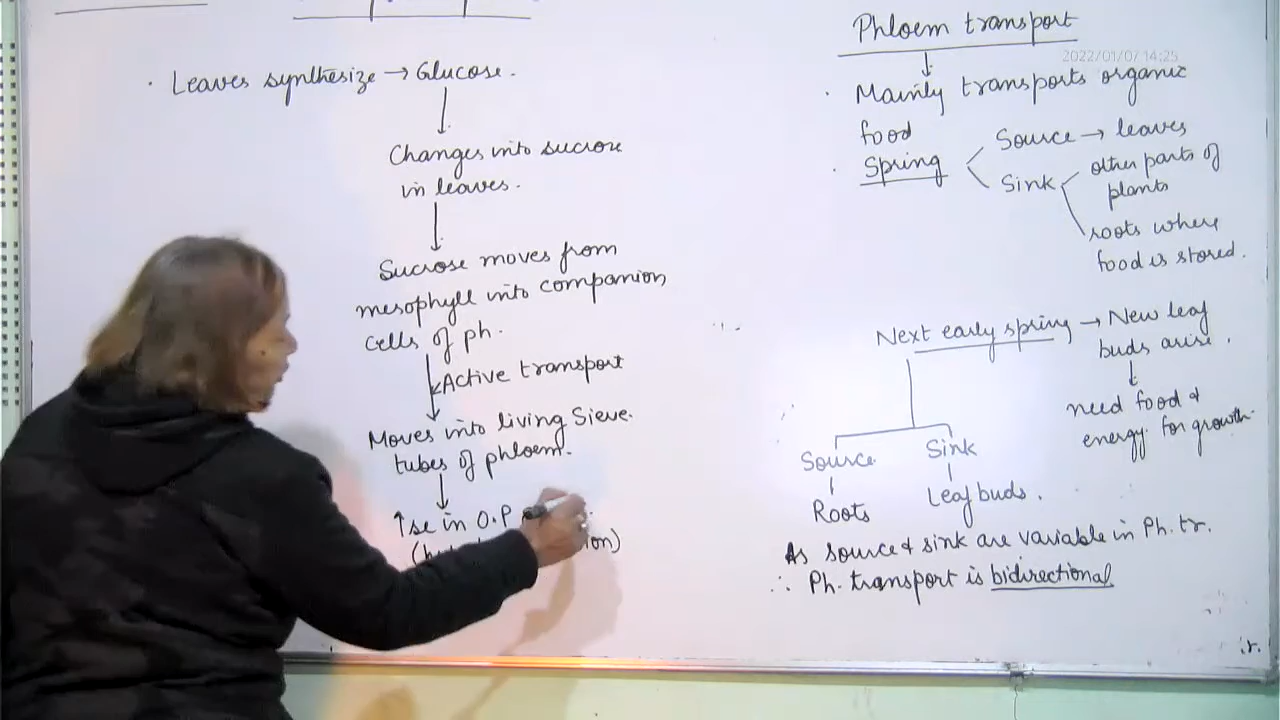 . Leaves synthesize → Glucose.
Changes into sucrose
in leaves.
Sucrose moves from
mesophyll into companion
cells of ph.
Active transport
Moves into living Sieve
tubes of phloem.
↑se in O.P
Phloem transport
2022/01/07 14:25
. Mainly transports organic
food
. Spring
Source → leaves
Sink
other parts of
plants
roots where
food is stored.
Next early spring → New leaf
buds arise.
need food &
energy for growth.
Source
Sink
Roots
Leaf buds.
As source & sink are variable in Ph. tr.
∴ Ph. transport is bidirectional